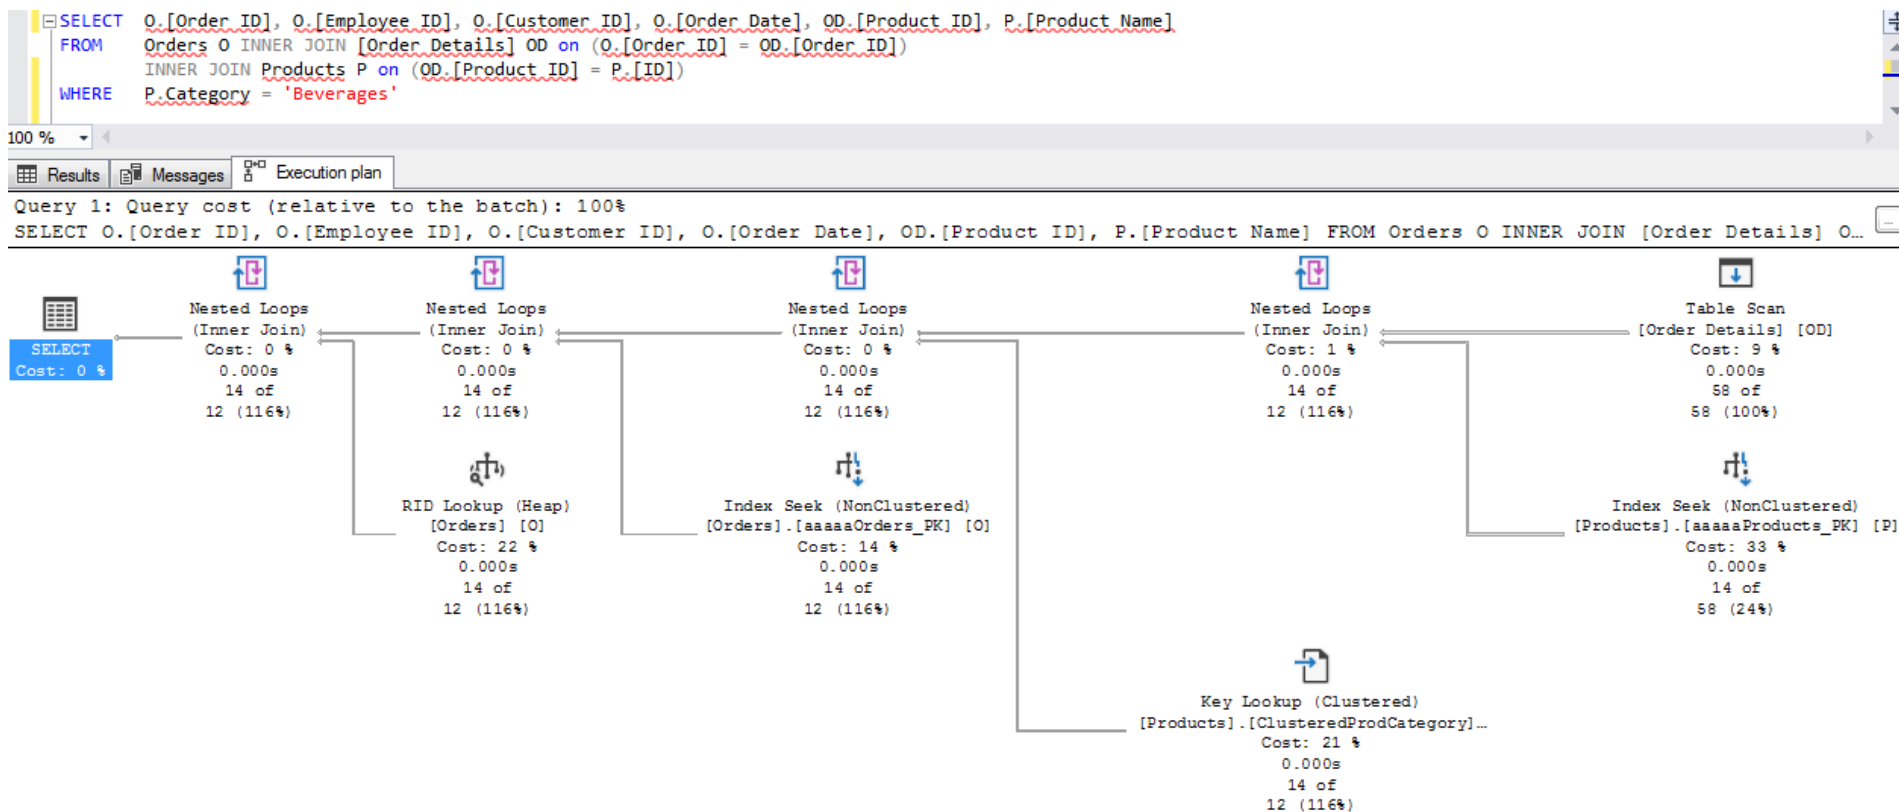 SELECT O.[Order ID], O.[Employee ID], O.[Customer ID], O.[Order Date], OD.[Product ID], P.[Product Name]
FROM Orders O INNER JOIN [Order Details] OD on (O.[Order ID] = OD.[Order ID])
INNER JOIN Products P on (OD.[Product ID] = P.[ID])
WHERE P.Category = 'Beverages'
100 %
Results Messages Execution plan
Query 1: Query cost (relative to the batch): 100%
SELECT O.[Order ID], O.[Employee ID], O.[Customer ID], O.[Order Date], OD.[Product ID], P.[Product Name] FROM Orders O INNER JOIN [Order Details] O…
SELECT
Cost: 0 %
Nested Loops
(Inner Join)
Cost: 0 %
0.000s
14 of
12 (116%)
Nested Loops
(Inner Join)
Cost: 0 %
0.000s
14 of
12 (116%)
Nested Loops
(Inner Join)
Cost: 0 %
0.000s
14 of
12 (116%)
Nested Loops
(Inner Join)
Cost: 1 %
0.000s
14 of
12 (116%)
Table Scan
[Order Details] [OD]
Cost: 9 %
0.000s
58 of
58 (100%)
RID Lookup (Heap)
[Orders] [O]
Cost: 22 %
0.000s
14 of
12 (116%)
Index Seek (NonClustered)
[Orders].[aaaaaOrders_PK] [O]
Cost: 14 %
0.000s
14 of
12 (116%)
Index Seek (NonClustered)
[Products].[aaaaaProducts_PK] [P]
Cost: 33 %
0.000s
14 of
58 (24%)
Key Lookup (Clustered)
[Products].[ClusteredProdCategory]…
Cost: 21 %
0.000s
14 of
12 (116%)